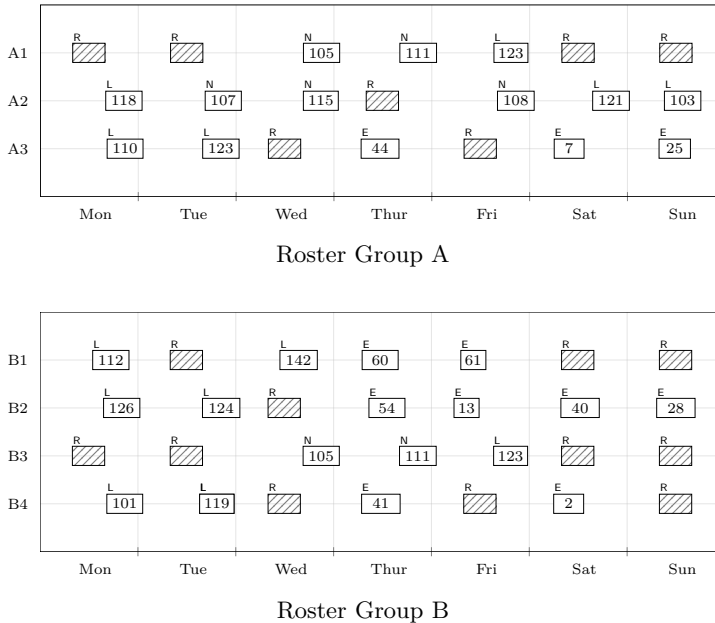 R R N N L R R
A1 105 111 123
L N N R N L L
A2 118 107 115 108 121 103
L L R E R E E
A3 110 123 44 7 25
Mon Tue Wed Thur Fri Sat Sun
Roster Group A
L R L E E R R
B1 112 142 60 61
L L R E E E E
B2 126 124 54 13 40 28
R R N N L R R
B3 105 111 123
L L R E R E R
B4 101 119 41 2
Mon Tue Wed Thur Fri Sat Sun
Roster Group B